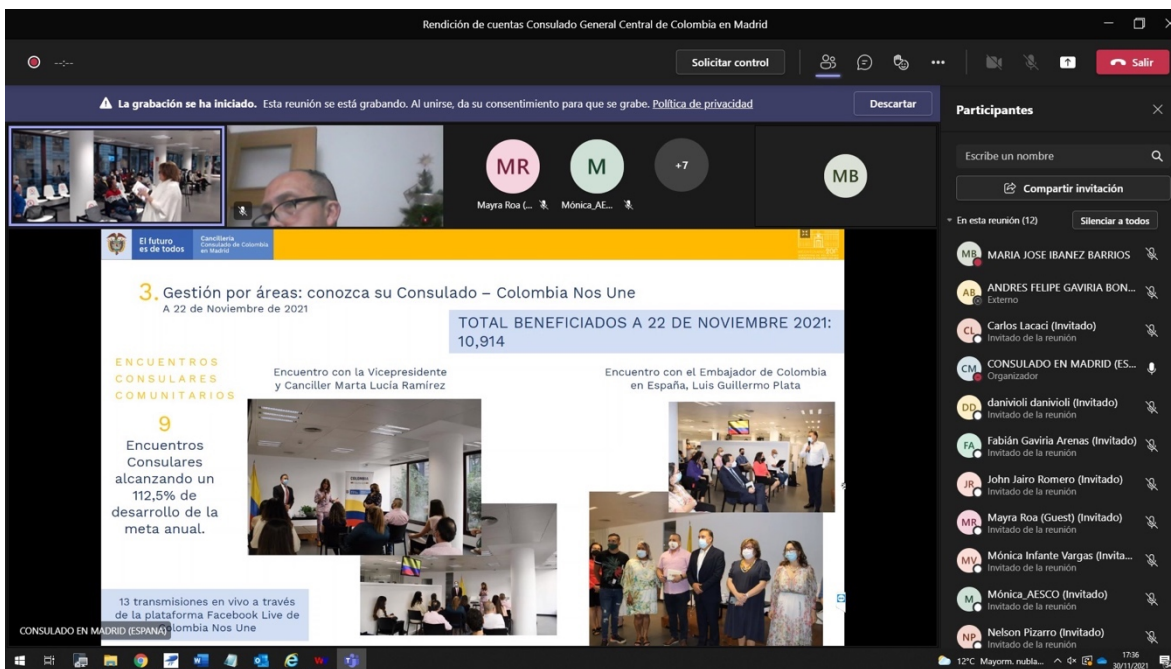 Rendición de cuentas Consulado General Central de Colombia en Madrid
--:--
Solicitar control
Salir
La grabación se ha iniciado. Esta reunión se está grabando. Al unirse, da su consentimiento para que se grabe. Política de privacidad
Descartar
MR
Mayra Roa (...
M
Mónica_AE...
+7
MB
El futuro
es de todos
Cancillería
Consulado de Colombia
en Madrid
3. Gestión por áreas: conozca su Consulado – Colombia Nos Une
A 22 de Noviembre de 2021
TOTAL BENEFICIADOS A 22 DE NOVIEMBRE 2021:
10,914
ENCUENTROS
CONSULARES
COMUNITARIOS
9
Encuentros
Consulares
alcanzando un
112,5% de
desarrollo de la
meta anual.
Encuentro con la Vicepresidente
y Canciller Marta Lucía Ramírez
Encuentro con el Embajador de Colombia
en España, Luis Guillermo Plata
COLOMBIA
13 transmisiones en vivo a través
de la plataforma Facebook Live de
Colombia Nos Une
CONSULADO EN MADRID (ESPAÑA)
Participantes
Escribe un nombre
Compartir invitación
En esta reunión (12)
Silenciar a todos
MB
MARIA JOSE IBANEZ BARRIOS
AB
ANDRES FELIPE GAVIRIA BON...
Externo
CL
Carlos Lacaci (Invitado)
Invitado de la reunión
CM
CONSULADO EN MADRID (ES...
Organizador
DD
danivioli danivioli (Invitado)
Invitado de la reunión
FA
Fabián Gaviria Arenas (Invitado)
Invitado de la reunión
JR
John Jairo Romero (Invitado)
Invitado de la reunión
MR
Mayra Roa (Guest) (Invitado)
Invitado de la reunión
MV
Mónica Infante Vargas (Invita...
Invitado de la reunión
M
Mónica_AESCO (Invitado)
Invitado de la reunión
NP
Nelson Pizarro (Invitado)
Invitado de la reunión
12°C Mayorm. nubla...
17:36
30/11/2021